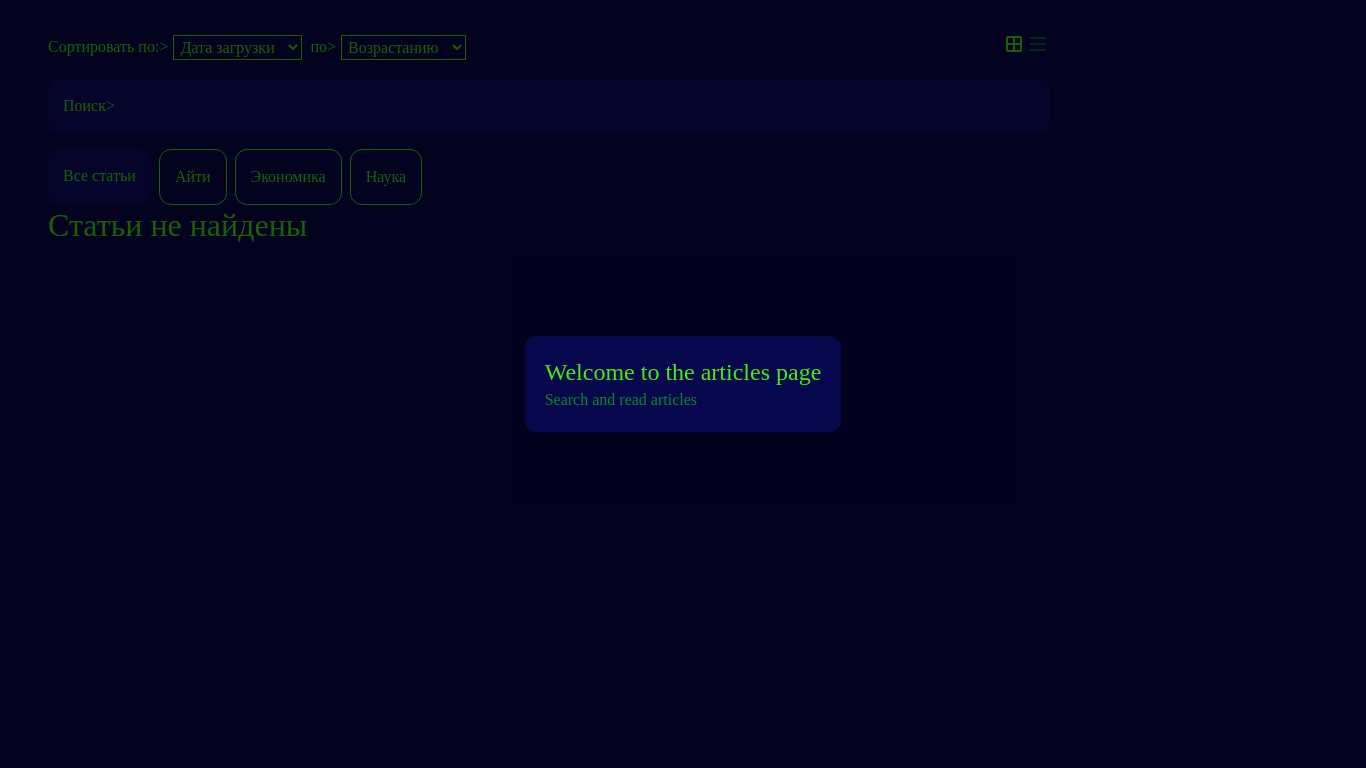 Сортировать по:> Дата загрузки по> Возрастанию
Поиск>
Все статьи Айти Экономика Наука
Статьи не найдены
Welcome to the articles page
Search and read articles